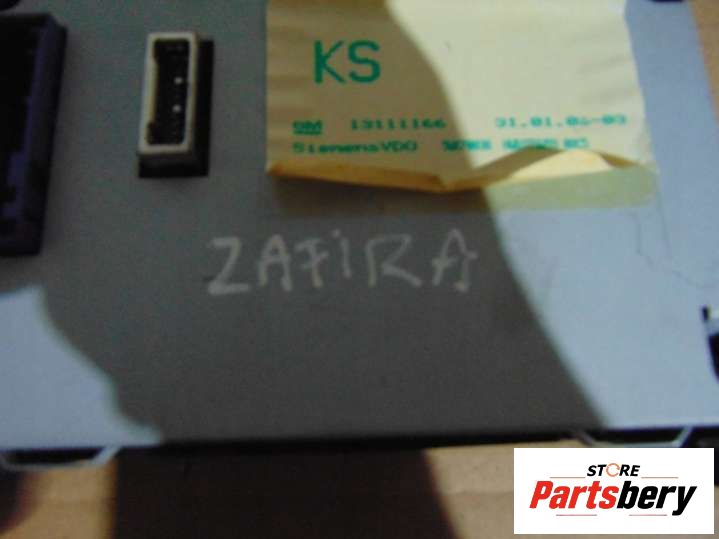 KS
GM 13111166 31.01.06-03
SiemensVDO
ZAFIRA
STORE
Partsbery